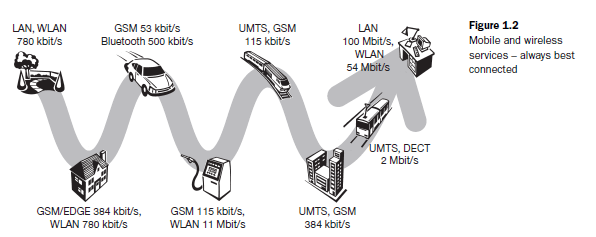 LAN, WLAN
780 kbit/s
GSM 53 kbit/s
Bluetooth 500 kbit/s
UMTS, GSM
115 kbit/s
LAN
100 Mbit/s,
WLAN
54 Mbit/s
Figure 1.2
Mobile and wireless
services – always best
connected
UMTS, DECT
2 Mbit/s
GSM/EDGE 384 kbit/s,
WLAN 780 kbit/s
GSM 115 kbit/s,
WLAN 11 Mbit/s
UMTS, GSM
384 kbit/s